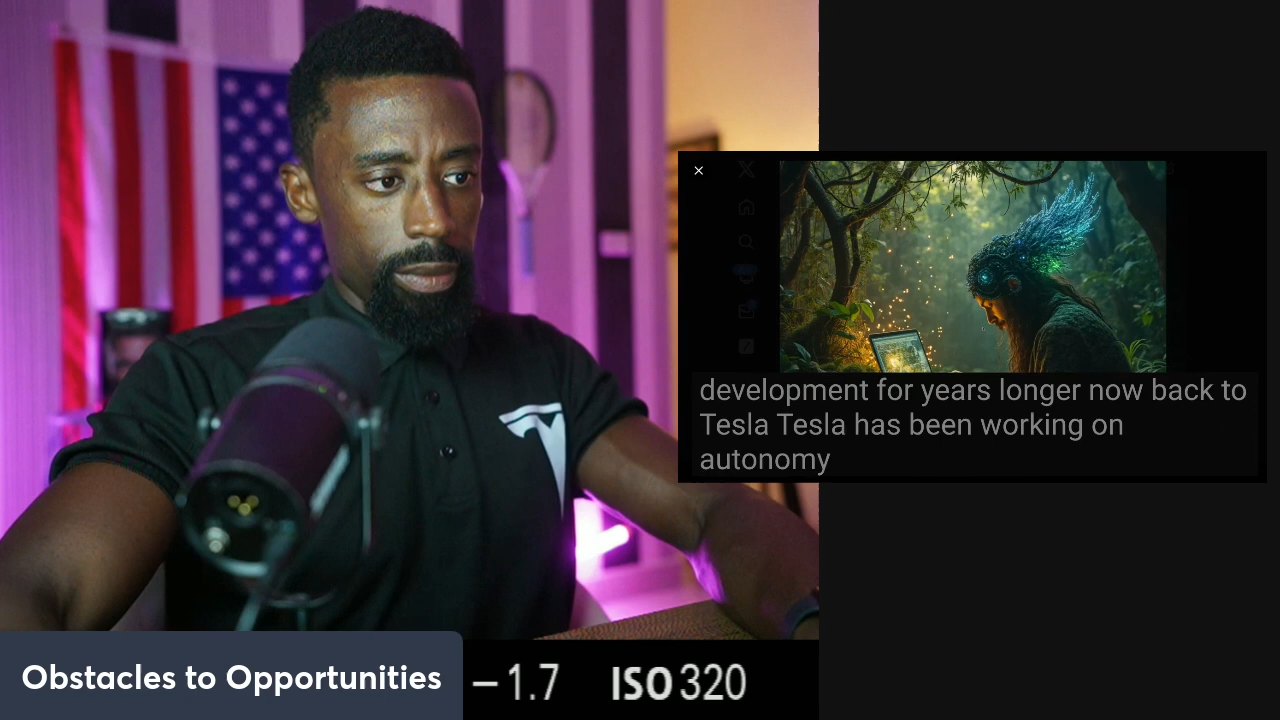 development for years longer now back to
Tesla Tesla has been working on
autonomy
Obstacles to Opportunities
–1.7 ISO 320